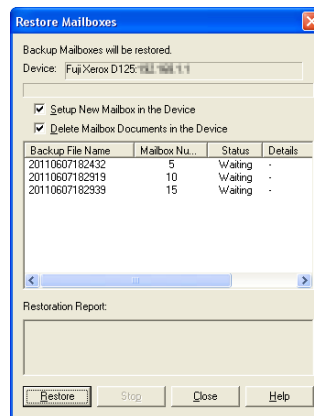 Restore Mailboxes
Backup Mailboxes will be restored.
Device: Fuji Xerox D125:
Setup New Mailbox in the Device
Delete Mailbox Documents in the Device
Backup File Name Mailbox Nu... Status Details
20110607182432 5 Waiting -
20110607182919 10 Waiting -
20110607182939 15 Waiting -
Restoration Report:
Restore Stop Close Help